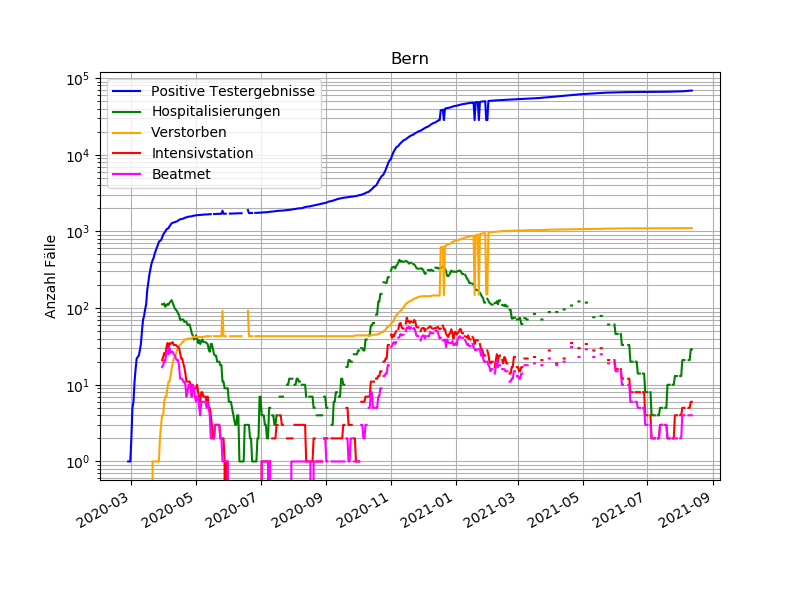 Bern
Anzahl Fälle
10^5
10^4
10^3
10^2
10^1
10^0
Positive Testergebnisse
Hospitalisierungen
Verstorben
Intensivstation
Beatmet
2020-03
2020-05
2020-07
2020-09
2020-11
2021-01
2021-03
2021-05
2021-07
2021-09